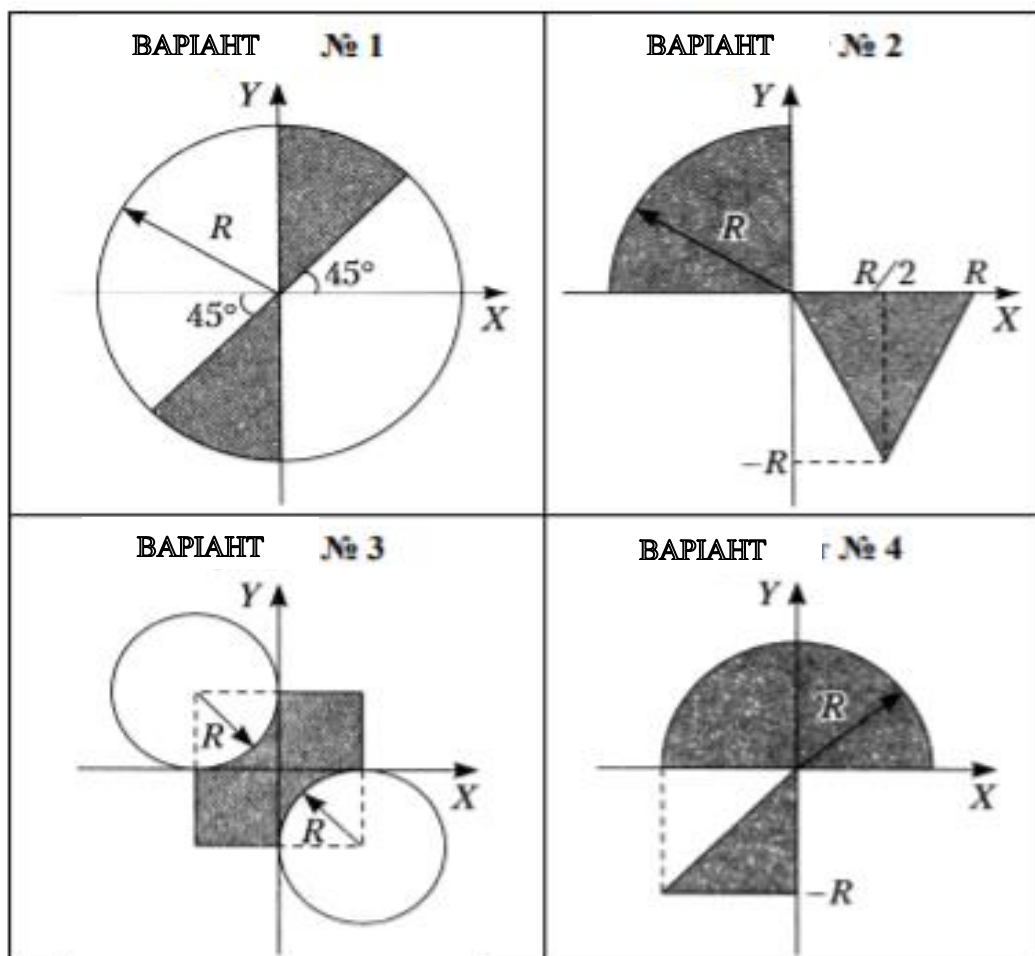 ВАРІАНТ № 1
Y
R
45°
45°
X
ВАРІАНТ № 2
Y
R
R/2
R
X
−R
ВАРІАНТ № 3
Y
R
X
R
ВАРІАНТ № 4
Y
R
X
−R